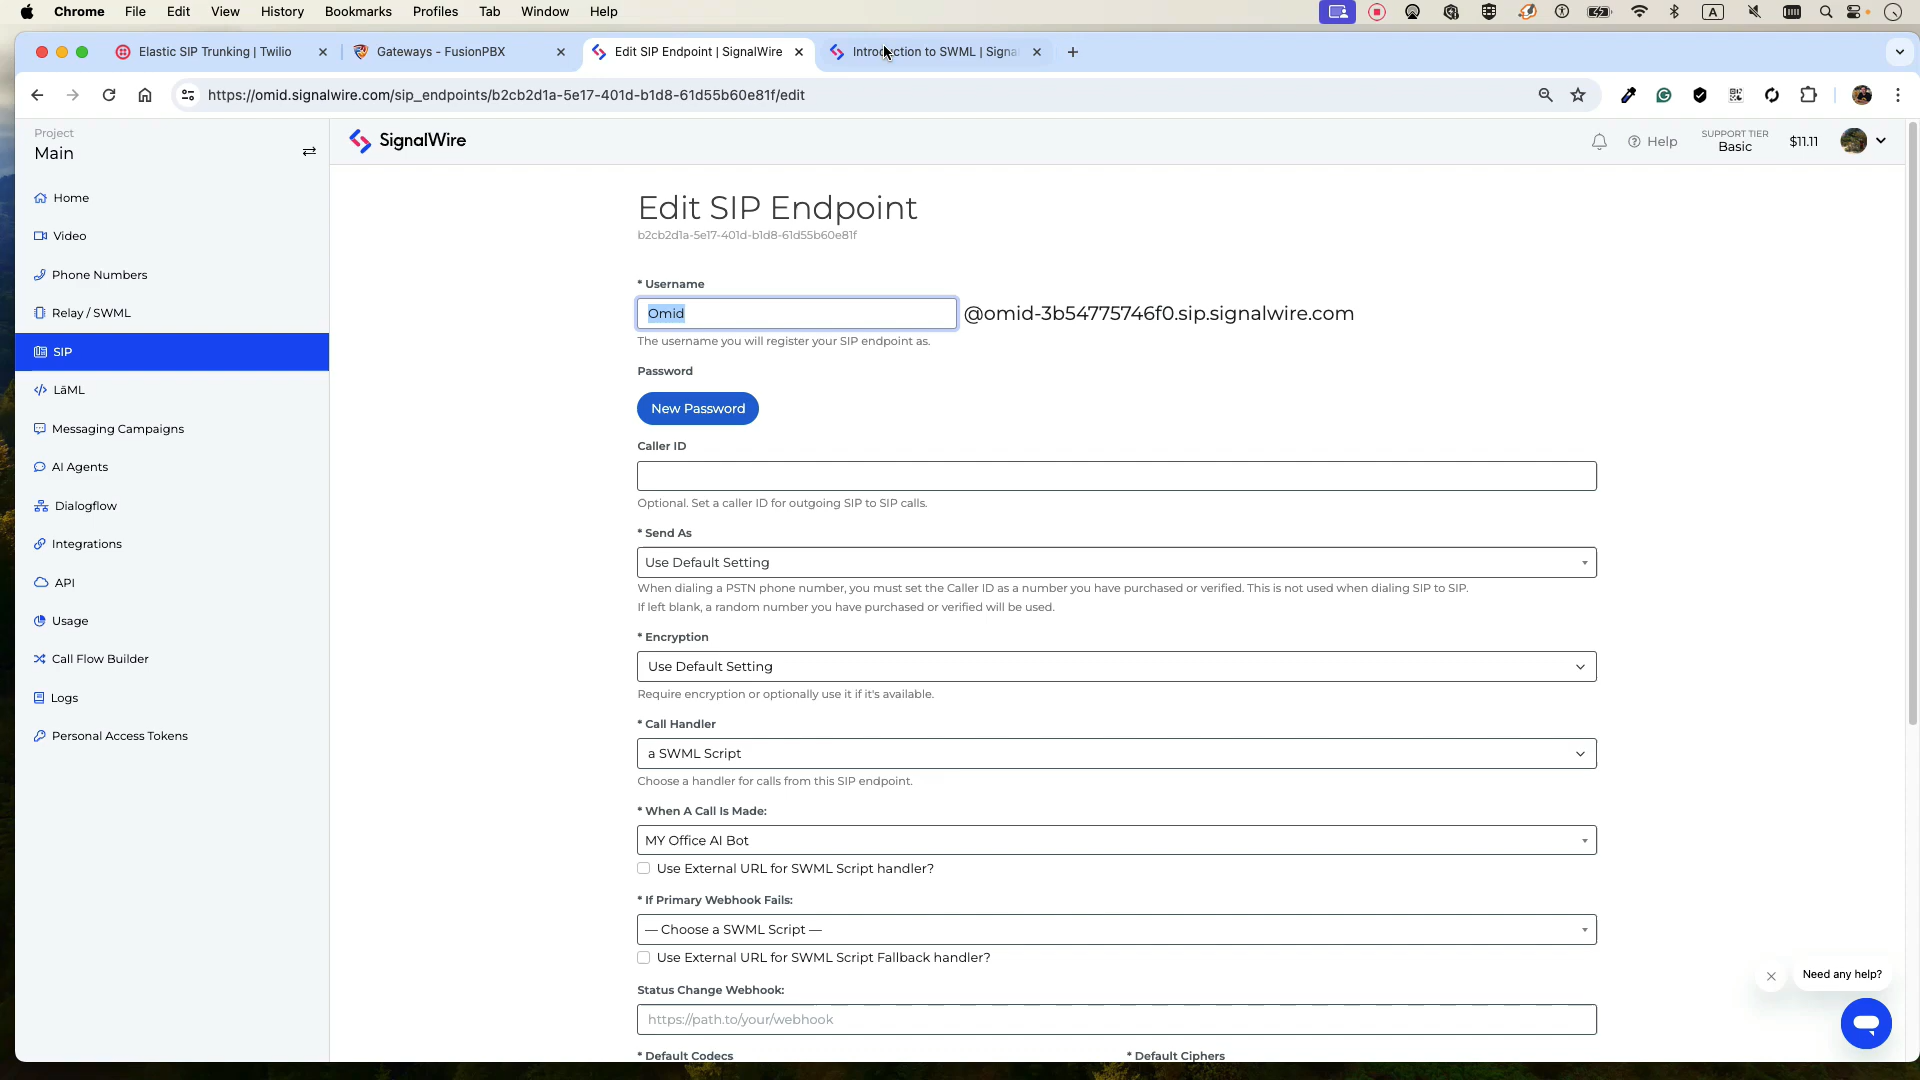 Chrome File Edit View History Bookmarks Profiles Tab Window Help
Elastic SIP Trunking | Twilio
Gateways - FusionPBX
Edit SIP Endpoint | SignalWire
Introduction to SWML | Signa
https://omid.signalwire.com/sip_endpoints/b2cb2d1a-5e17-401d-b1d8-61d55b60e81f/edit
Project
Main
SignalWire
Help
SUPPORT TIER
Basic
$11.11
Home
Video
Phone Numbers
Relay / SWML
SIP
LāML
Messaging Campaigns
AI Agents
Dialogflow
Integrations
API
Usage
Call Flow Builder
Logs
Personal Access Tokens
Edit SIP Endpoint
b2cb2d1a-5e17-401d-b1d8-61d55b60e81f
* Username
Omid @omid-3b54775746f0.sip.signalwire.com
The username you will register your SIP endpoint as.
Password
New Password
Caller ID
Optional. Set a caller ID for outgoing SIP to SIP calls.
* Send As
Use Default Setting
When dialing a PSTN phone number, you must set the Caller ID as a number you have purchased or verified. This is not used when dialing SIP to SIP.
If left blank, a random number you have purchased or verified will be used.
* Encryption
Use Default Setting
Require encryption or optionally use it if it's available.
* Call Handler
a SWML Script
Choose a handler for calls from this SIP endpoint.
* When A Call Is Made:
MY Office AI Bot
Use External URL for SWML Script handler?
* If Primary Webhook Fails:
— Choose a SWML Script —
Use External URL for SWML Script Fallback handler?
Status Change Webhook:
https://path.to/your/webhook
* Default Codecs
* Default Ciphers
Need any help?